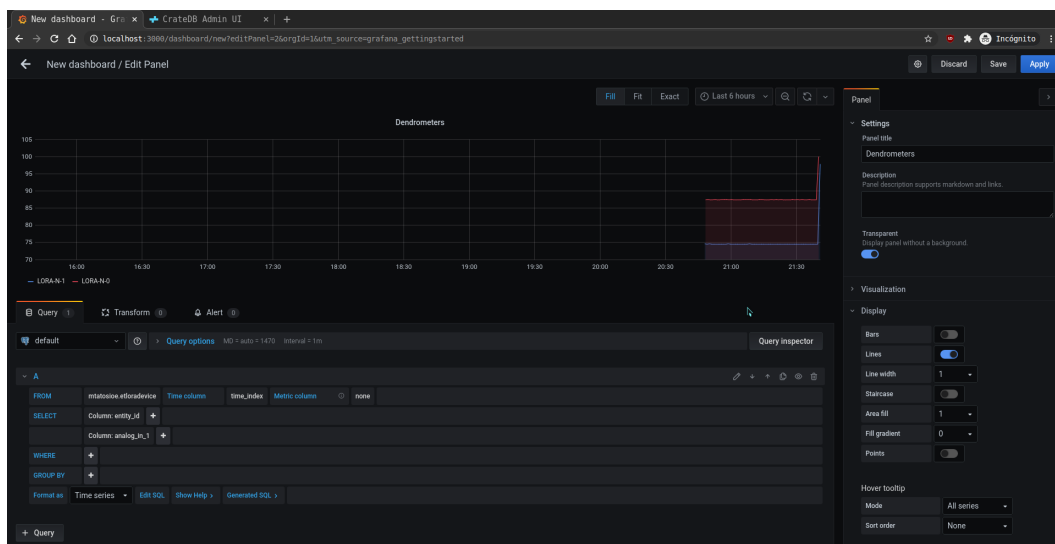 New dashboard - Gra × CrateDB Admin UI × +
localhost:3000/dashboard/new?editPanel=2&orgId=1&utm_source=grafana_gettingstarted Incógnito
New dashboard / Edit Panel Discard Save Apply
Fill Fit Exact Last 6 hours
Panel
Dendrometers
105
100
95
90
85
80
75
70
16:00 16:30 17:00 17:30 18:00 18:30 19:00 19:30 20:00 20:30 21:00 21:30
LORA-N-1 LORA-N-0
Query 1 Transform 0 Alert 0
default Query options MD = auto = 1470 Interval = 1m Query inspector
A
FROM mtatosioe.etloradevice Time column time_index Metric column none
SELECT Column: entity_id +
Column: analog_in_1 +
WHERE +
GROUP BY +
Format as Time series Edit SQL Show Help > Generated SQL >
+ Query
Settings
Panel title
Dendrometers
Description
Panel description supports markdown and links.
Transparent
Display panel without a background.
Visualization
Display
Bars
Lines
Line width 1
Staircase
Area fill 1
Fill gradient 0
Points
Hover tooltip
Mode All series
Sort order None